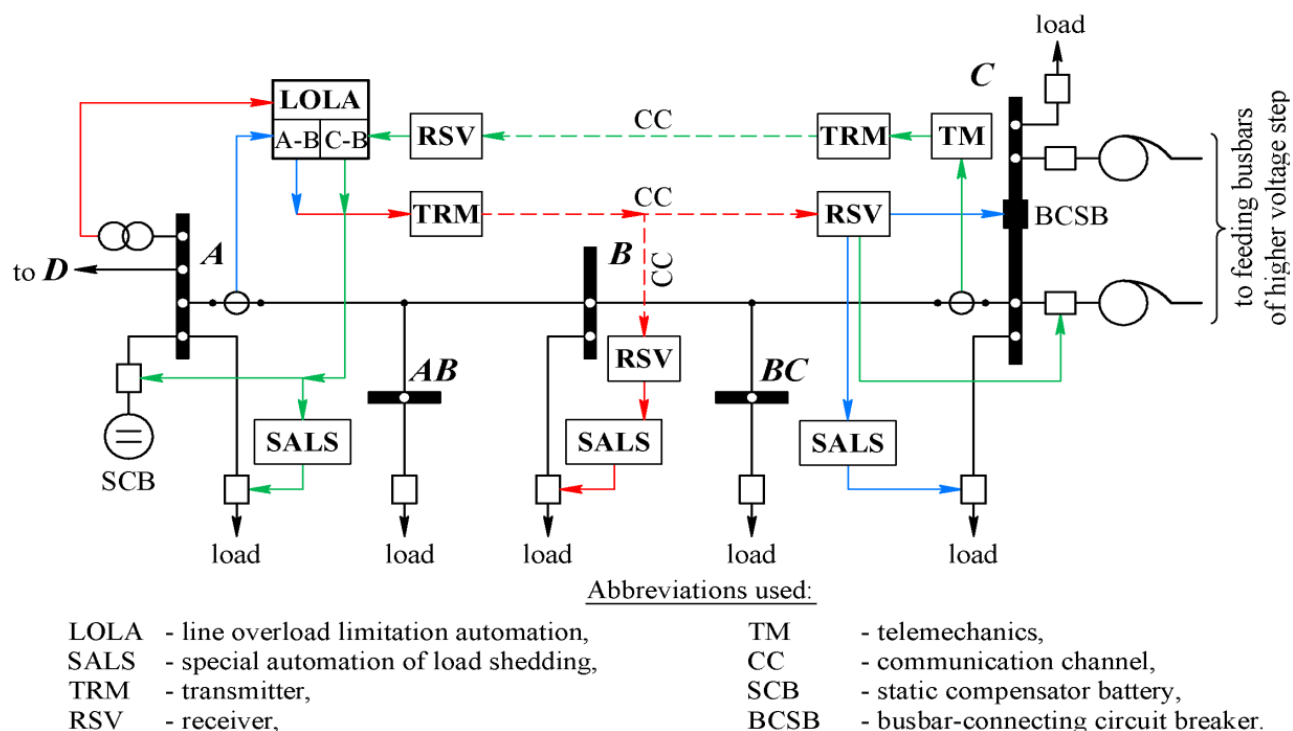 load
C
LOLA
A-B C-B
RSV
CC
TRM
TM
TRM
CC
RSV
BCSB
to feeding busbars
of higher voltage step
A
to D
B
CC
RSV
AB
BC
SALS
SALS
SALS
SCB
load
load
load
load
load
Abbreviations used:
LOLA - line overload limitation automation,
SALS - special automation of load shedding,
TRM - transmitter,
RSV - receiver,
TM - telemechanics,
CC - communication channel,
SCB - static compensator battery,
BCSB - busbar-connecting circuit breaker.